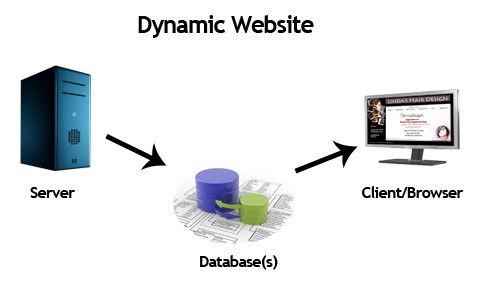 Dynamic Website
LINDA'S HAIR DESIGN
Server
Client/Browser
Database(s)